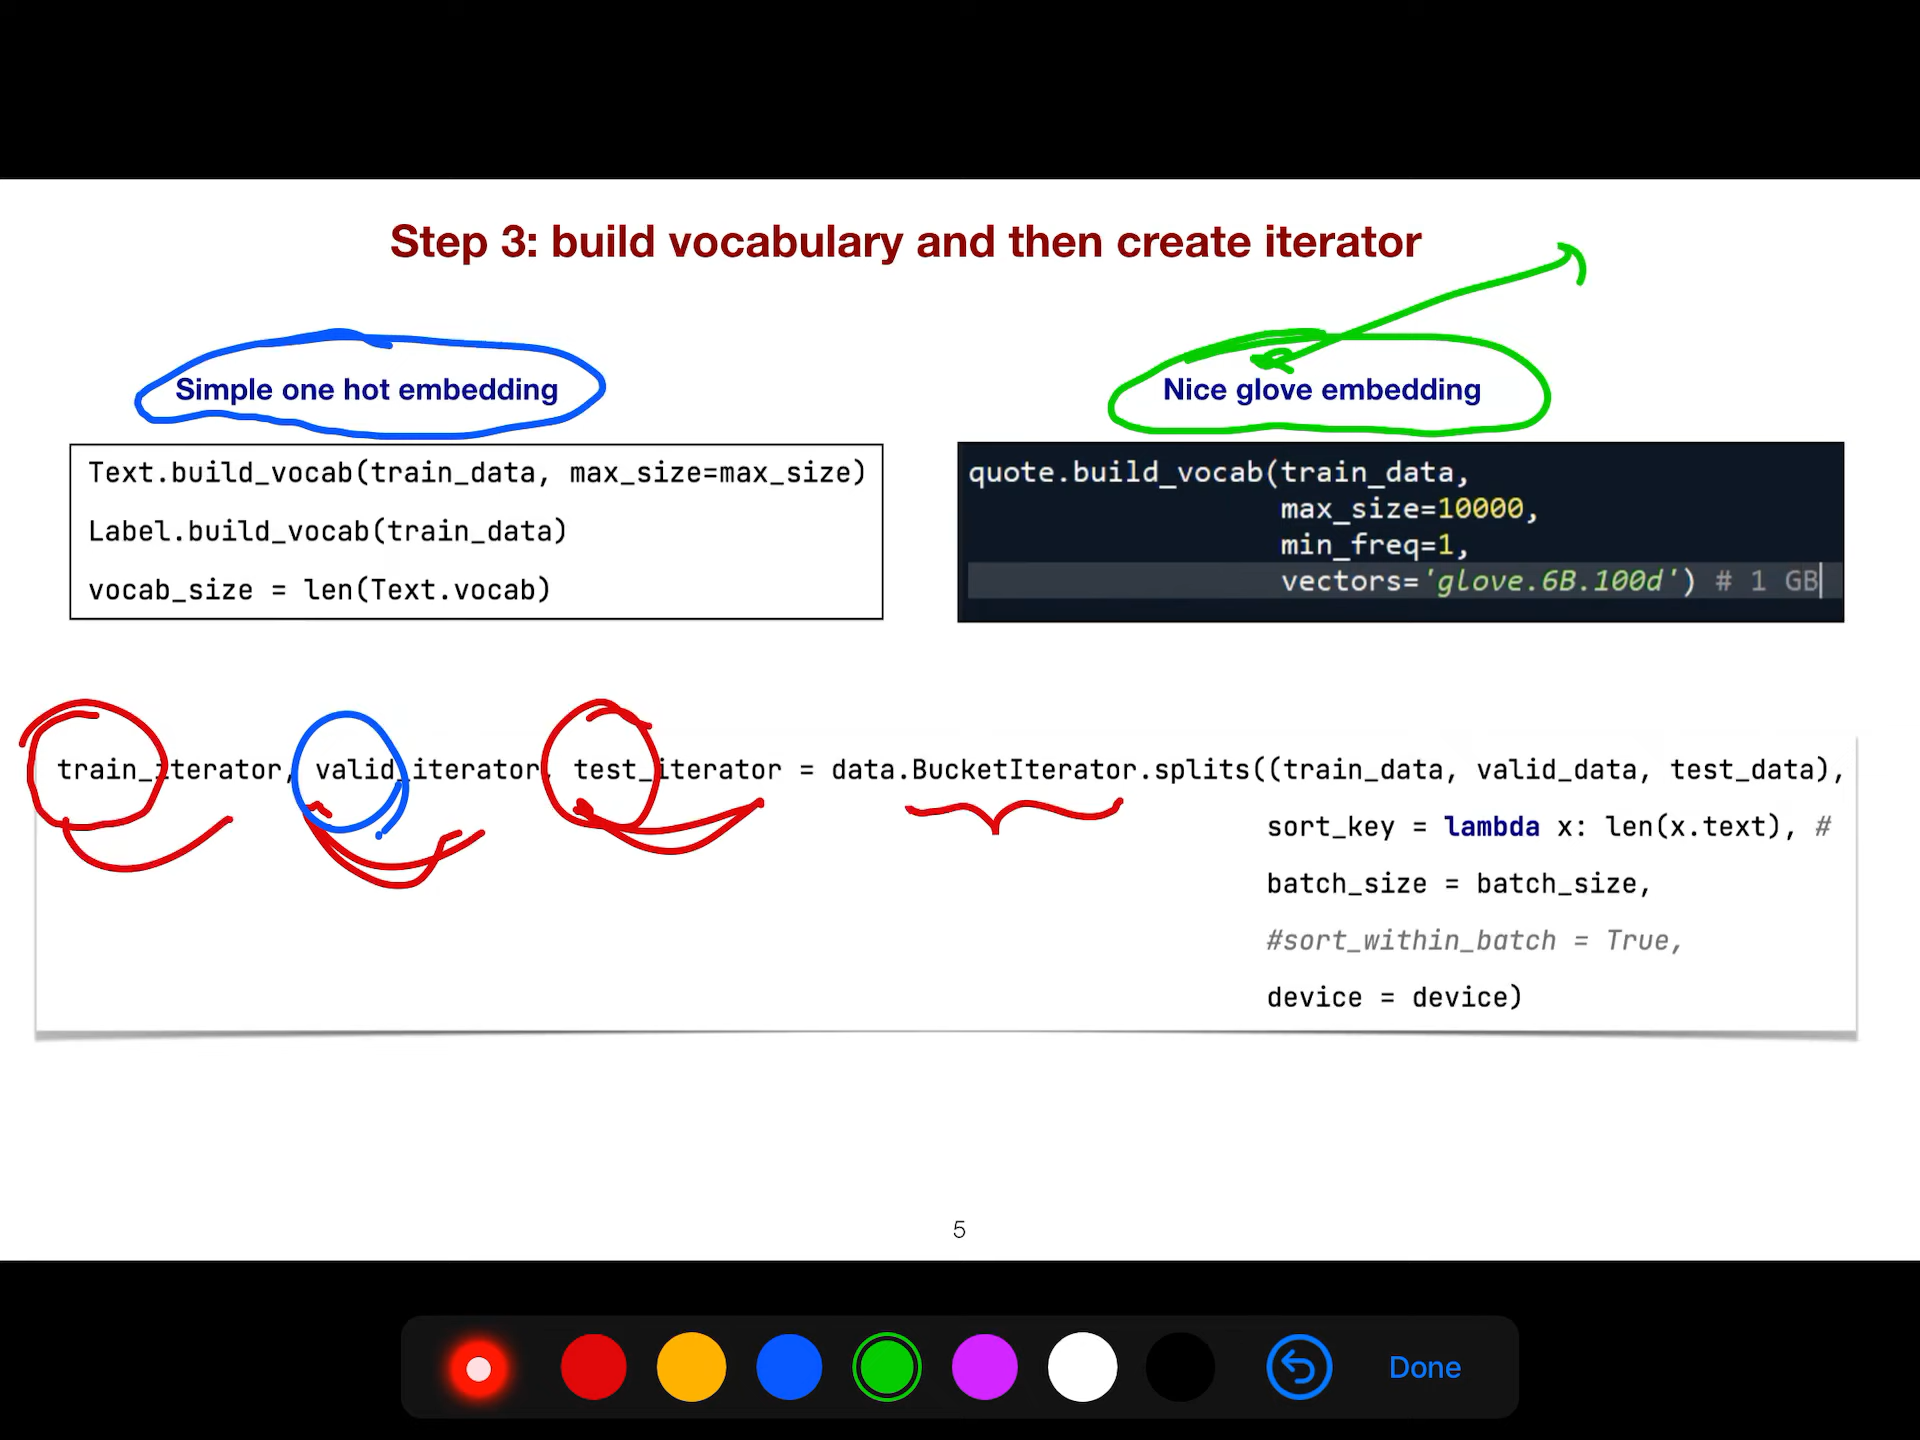 Step 3: build vocabulary and then create iterator
Simple one hot embedding
Text.build_vocab(train_data, max_size=max_size)
Label.build_vocab(train_data)
vocab_size = len(Text.vocab)
Nice glove embedding
quote.build_vocab(train_data,
max_size=10000,
min_freq=1,
vectors='glove.6B.100d') # 1 GB
train_iterator, valid_iterator, test_iterator = data.BucketIterator.splits((train_data, valid_data, test_data),
sort_key = lambda x: len(x.text), #
batch_size = batch_size,
#sort_within_batch = True,
device = device)
5
Done